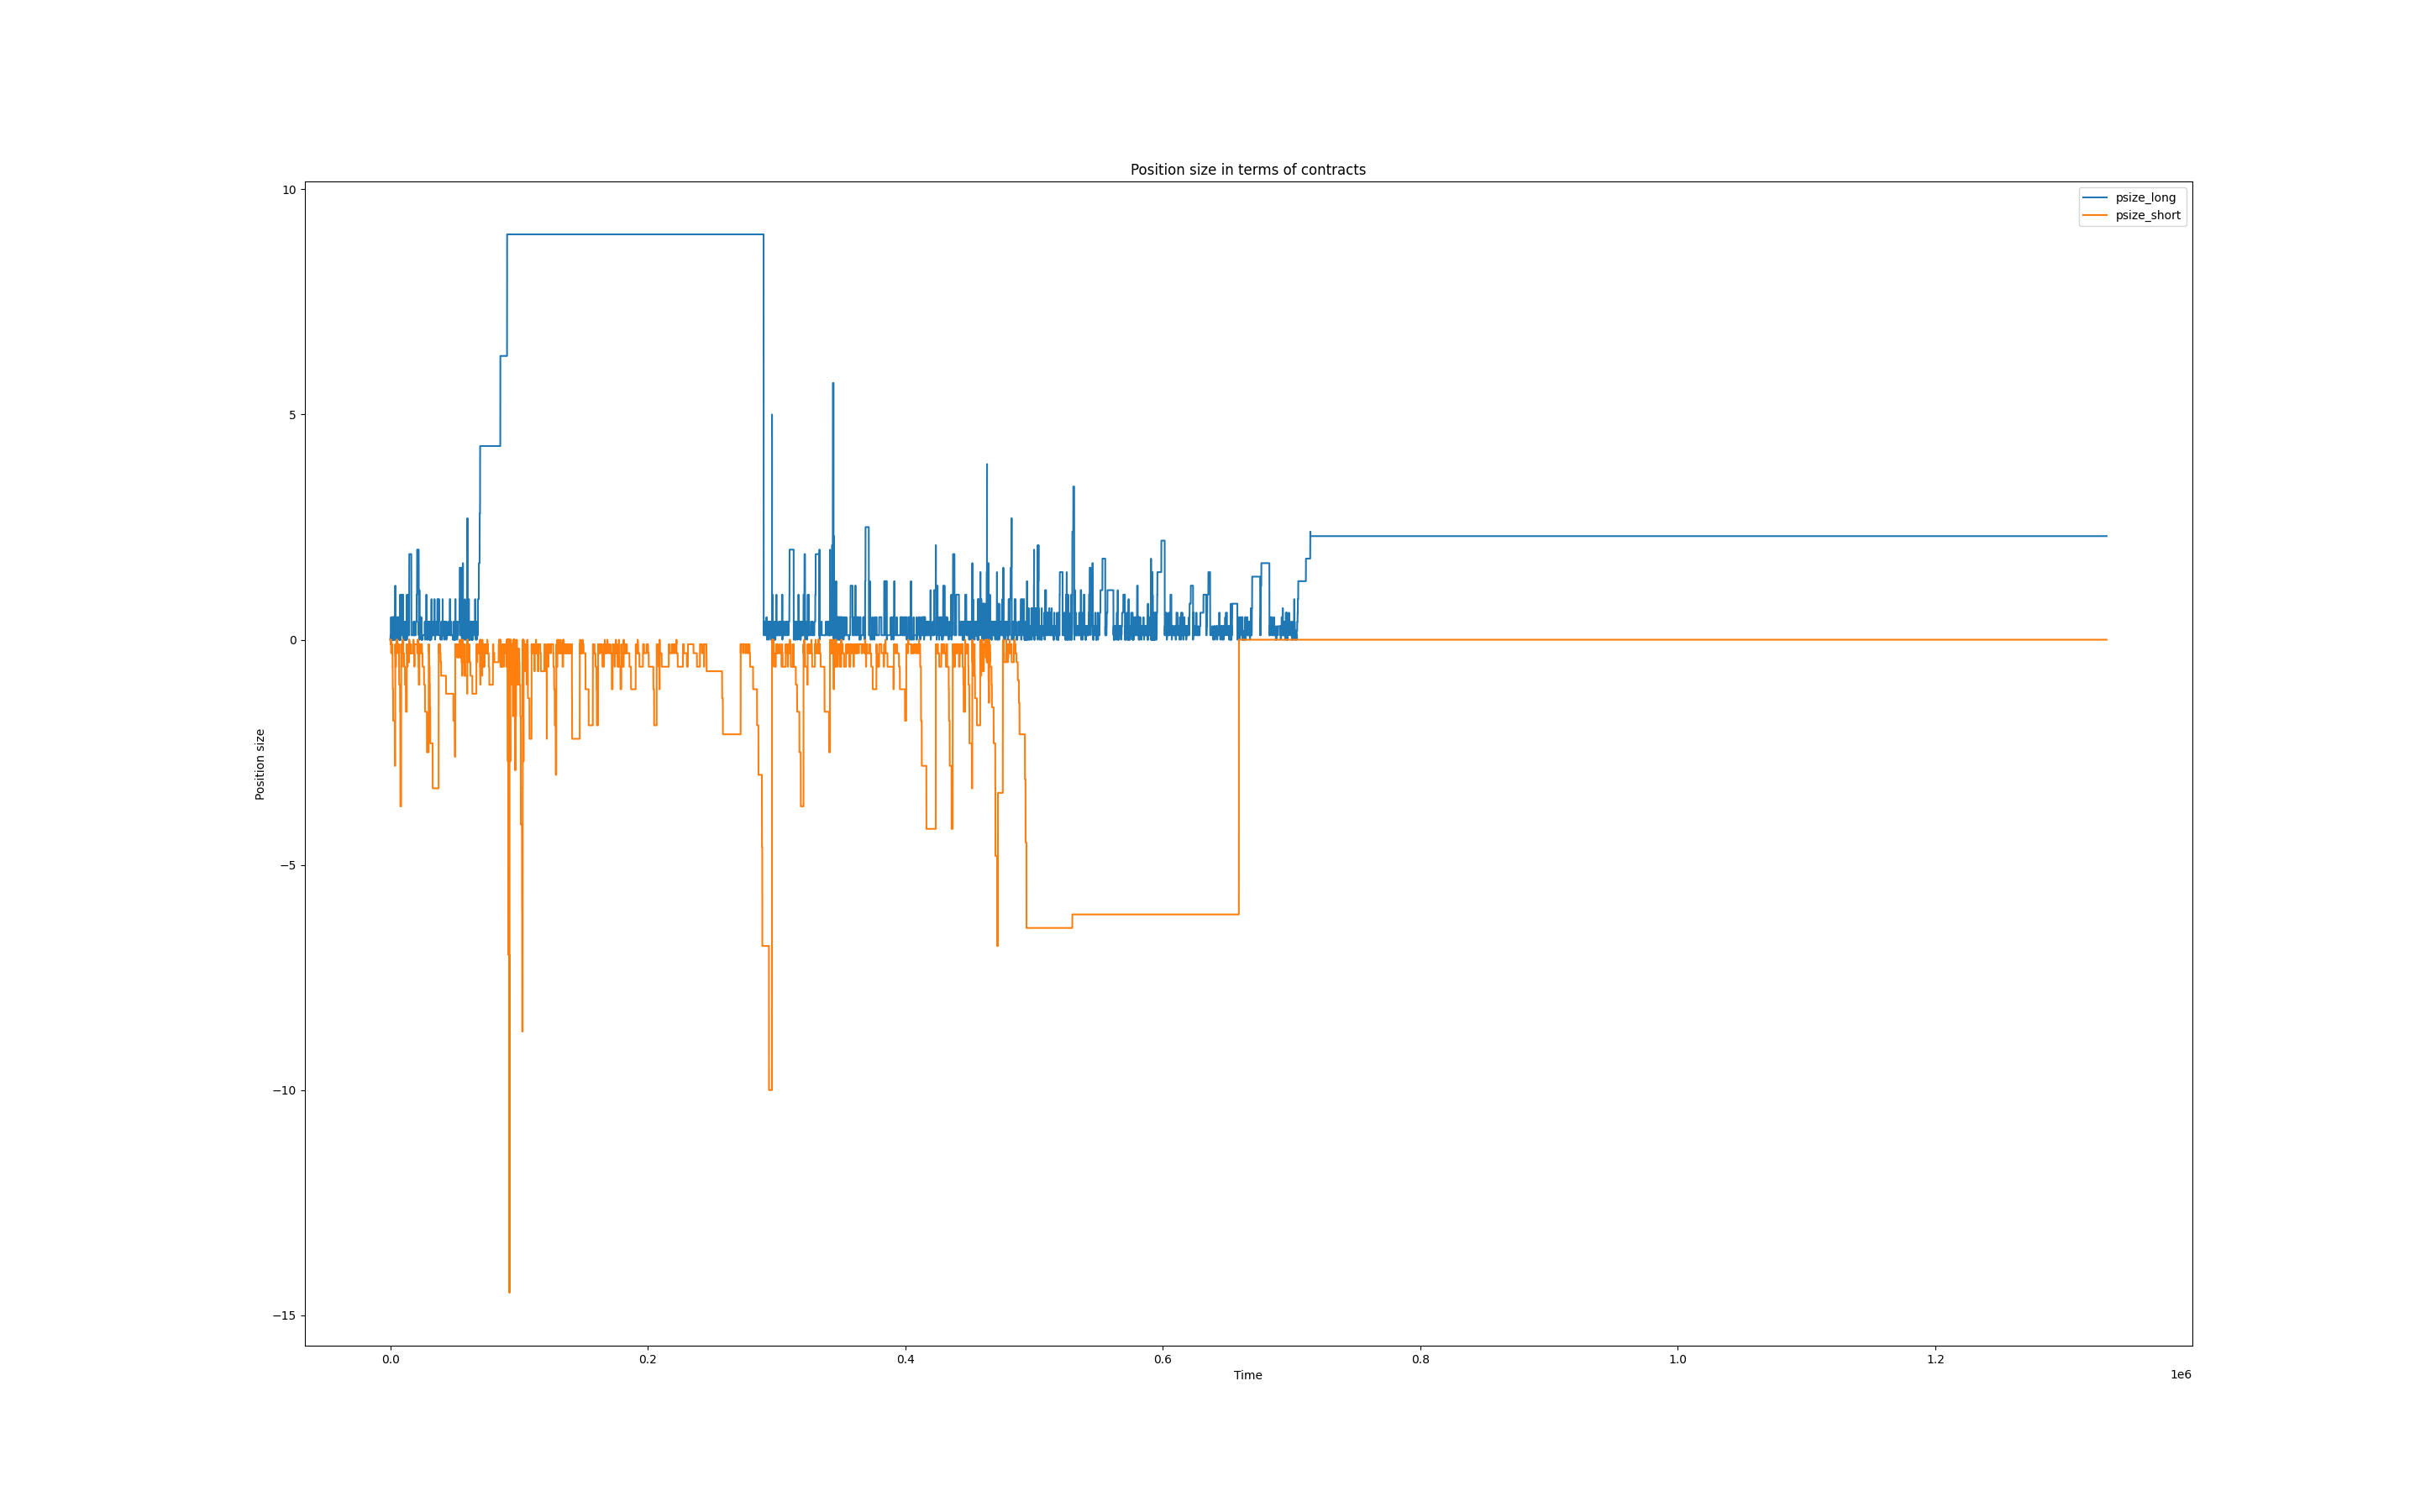 Position size in terms of contracts
psize_long
psize_short
10
5
0
−5
−10
−15
Position size
0.0 0.2 0.4 0.6 0.8 1.0 1.2
1e6
Time